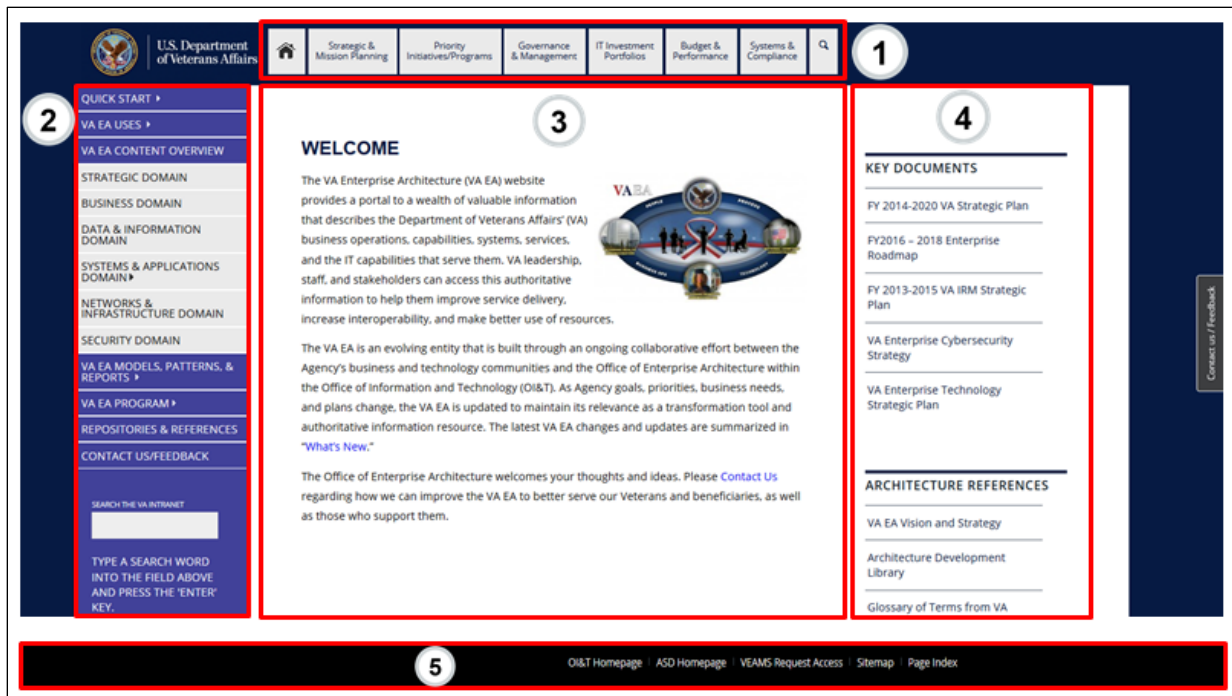 U.S. Department
of Veterans Affairs
Strategic &
Mission Planning
Priority
Initiatives/Programs
Governance
& Management
IT Investment
Portfolios
Budget &
Performance
Systems &
Compliance
1
2
QUICK START
VA EA USES
VA EA CONTENT OVERVIEW
STRATEGIC DOMAIN
BUSINESS DOMAIN
DATA & INFORMATION
DOMAIN
SYSTEMS & APPLICATIONS
DOMAIN
NETWORKS &
INFRASTRUCTURE DOMAIN
SECURITY DOMAIN
VA EA MODELS, PATTERNS, &
REPORTS
VA EA PROGRAM
REPOSITORIES & REFERENCES
CONTACT US/FEEDBACK
SEARCH THE VA INTRANET
TYPE A SEARCH WORD
INTO THE FIELD ABOVE
AND PRESS THE 'ENTER'
KEY.
3
WELCOME
The VA Enterprise Architecture (VA EA) website
provides a portal to a wealth of valuable information
that describes the Department of Veterans Affairs' (VA)
business operations, capabilities, systems, services,
and the IT capabilities that serve them. VA leadership,
staff, and stakeholders can access this authoritative
information to help them improve service delivery,
increase interoperability, and make better use of resources.
VAEA
PEOPLE
PROCESS
BUSINESS OPS
TECHNOLOGY
The VA EA is an evolving entity that is built through an ongoing collaborative effort between the
Agency's business and technology communities and the Office of Enterprise Architecture within
the Office of Information and Technology (OI&T). As Agency goals, priorities, business needs,
and plans change, the VA EA is updated to maintain its relevance as a transformation tool and
authoritative information resource. The latest VA EA changes and updates are summarized in
"What's New."
The Office of Enterprise Architecture welcomes your thoughts and ideas. Please Contact Us
regarding how we can improve the VA EA to better serve our Veterans and beneficiaries, as well
as those who support them.
4
KEY DOCUMENTS
FY 2014-2020 VA Strategic Plan
FY2016 – 2018 Enterprise
Roadmap
FY 2013-2015 VA IRM Strategic
Plan
VA Enterprise Cybersecurity
Strategy
VA Enterprise Technology
Strategic Plan
ARCHITECTURE REFERENCES
VA EA Vision and Strategy
Architecture Development
Library
Glossary of Terms from VA
Contact us / Feedback
5
OI&T Homepage | ASD Homepage | VEAMS Request Access | Sitemap | Page Index